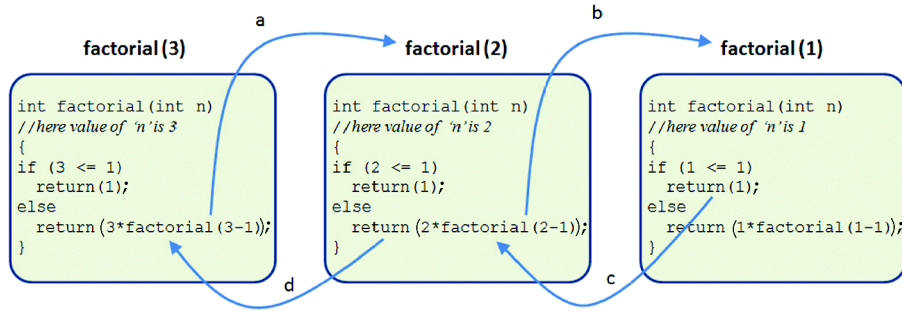 a
b
factorial(3)
factorial(2)
factorial(1)
int factorial(int n)
//here value of ‘n’ is 3
{
if (3 <= 1)
return(1);
else
return(3*factorial(3-1));
}
int factorial(int n)
//here value of ‘n’ is 2
{
if (2 <= 1)
return(1);
else
return(2*factorial(2-1));
}
int factorial(int n)
//here value of ‘n’ is 1
{
if (1 <= 1)
return(1);
else
return(1*factorial(1-1));
}
d
c